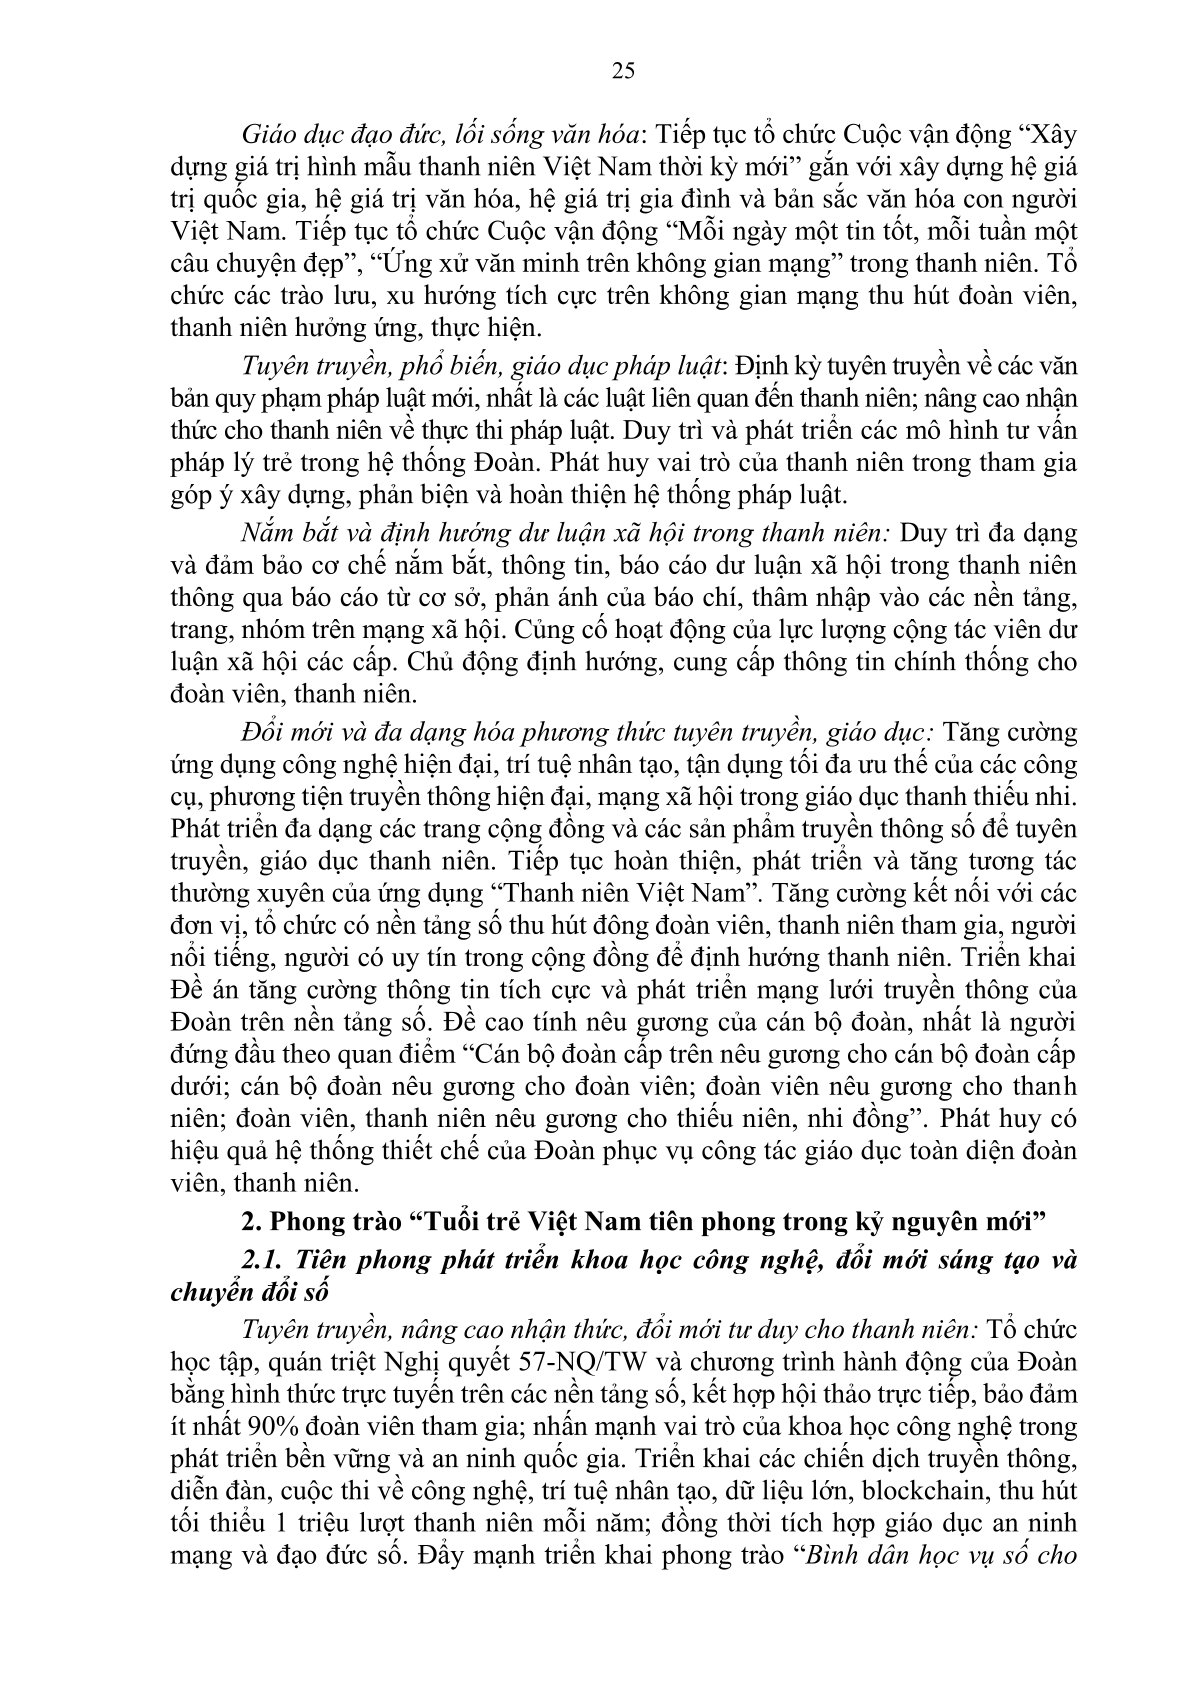 25
Giáo dục đạo đức, lối sống văn hóa: Tiếp tục tổ chức Cuộc vận động “Xây
dựng giá trị hình mẫu thanh niên Việt Nam thời kỳ mới” gắn với xây dựng hệ giá
trị quốc gia, hệ giá trị văn hóa, hệ giá trị gia đình và bản sắc văn hóa con người
Việt Nam. Tiếp tục tổ chức Cuộc vận động “Mỗi ngày một tin tốt, mỗi tuần một
câu chuyện đẹp”, “Ứng xử văn minh trên không gian mạng” trong thanh niên. Tổ
chức các trào lưu, xu hướng tích cực trên không gian mạng thu hút đoàn viên,
thanh niên hưởng ứng, thực hiện.
Tuyên truyền, phổ biến, giáo dục pháp luật: Định kỳ tuyên truyền về các văn
bản quy phạm pháp luật mới, nhất là các luật liên quan đến thanh niên; nâng cao nhận
thức cho thanh niên về thực thi pháp luật. Duy trì và phát triển các mô hình tư vấn
pháp lý trẻ trong hệ thống Đoàn. Phát huy vai trò của thanh niên trong tham gia
góp ý xây dựng, phản biện và hoàn thiện hệ thống pháp luật.
Nắm bắt và định hướng dư luận xã hội trong thanh niên: Duy trì đa dạng
và đảm bảo cơ chế nắm bắt, thông tin, báo cáo dư luận xã hội trong thanh niên
thông qua báo cáo từ cơ sở, phản ánh của báo chí, thâm nhập vào các nền tảng,
trang, nhóm trên mạng xã hội. Củng cố hoạt động của lực lượng cộng tác viên dư
luận xã hội các cấp. Chủ động định hướng, cung cấp thông tin chính thống cho
đoàn viên, thanh niên.
Đổi mới và đa dạng hóa phương thức tuyên truyền, giáo dục: Tăng cường
ứng dụng công nghệ hiện đại, trí tuệ nhân tạo, tận dụng tối đa ưu thế của các công
cụ, phương tiện truyền thông hiện đại, mạng xã hội trong giáo dục thanh thiếu nhi.
Phát triển đa dạng các trang cộng đồng và các sản phẩm truyền thông số để tuyên
truyền, giáo dục thanh niên. Tiếp tục hoàn thiện, phát triển và tăng tương tác
thường xuyên của ứng dụng “Thanh niên Việt Nam”. Tăng cường kết nối với các
đơn vị, tổ chức có nền tảng số thu hút đông đoàn viên, thanh niên tham gia, người
nổi tiếng, người có uy tín trong cộng đồng để định hướng thanh niên. Triển khai
Đề án tăng cường thông tin tích cực và phát triển mạng lưới truyền thông của
Đoàn trên nền tảng số. Đề cao tính nêu gương của cán bộ đoàn, nhất là người
đứng đầu theo quan điểm “Cán bộ đoàn cấp trên nêu gương cho cán bộ đoàn cấp
dưới; cán bộ đoàn nêu gương cho đoàn viên; đoàn viên nêu gương cho thanh
niên; đoàn viên, thanh niên nêu gương cho thiếu niên, nhi đồng”. Phát huy có
hiệu quả hệ thống thiết chế của Đoàn phục vụ công tác giáo dục toàn diện đoàn
viên, thanh niên.
2. Phong trào “Tuổi trẻ Việt Nam tiên phong trong kỷ nguyên mới”
2.1. Tiên phong phát triển khoa học công nghệ, đổi mới sáng tạo và
chuyển đổi số
Tuyên truyền, nâng cao nhận thức, đổi mới tư duy cho thanh niên: Tổ chức
học tập, quán triệt Nghị quyết 57-NQ/TW và chương trình hành động của Đoàn
bằng hình thức trực tuyến trên các nền tảng số, kết hợp hội thảo trực tiếp, bảo đảm
ít nhất 90% đoàn viên tham gia; nhấn mạnh vai trò của khoa học công nghệ trong
phát triển bền vững và an ninh quốc gia. Triển khai các chiến dịch truyền thông,
diễn đàn, cuộc thi về công nghệ, trí tuệ nhân tạo, dữ liệu lớn, blockchain, thu hút
tối thiểu 1 triệu lượt thanh niên mỗi năm; đồng thời tích hợp giáo dục an ninh
mạng và đạo đức số. Đẩy mạnh triển khai phong trào “Bình dân học vụ số cho